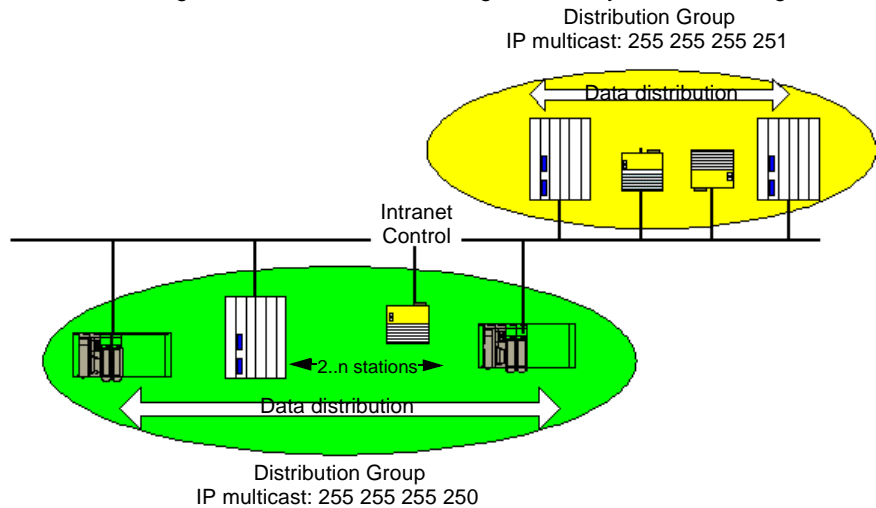 Distribution Group
IP multicast: 255 255 255 251
Data distribution
Intranet
Control
2..n stations
Data distribution
Distribution Group
IP multicast: 255 255 255 250